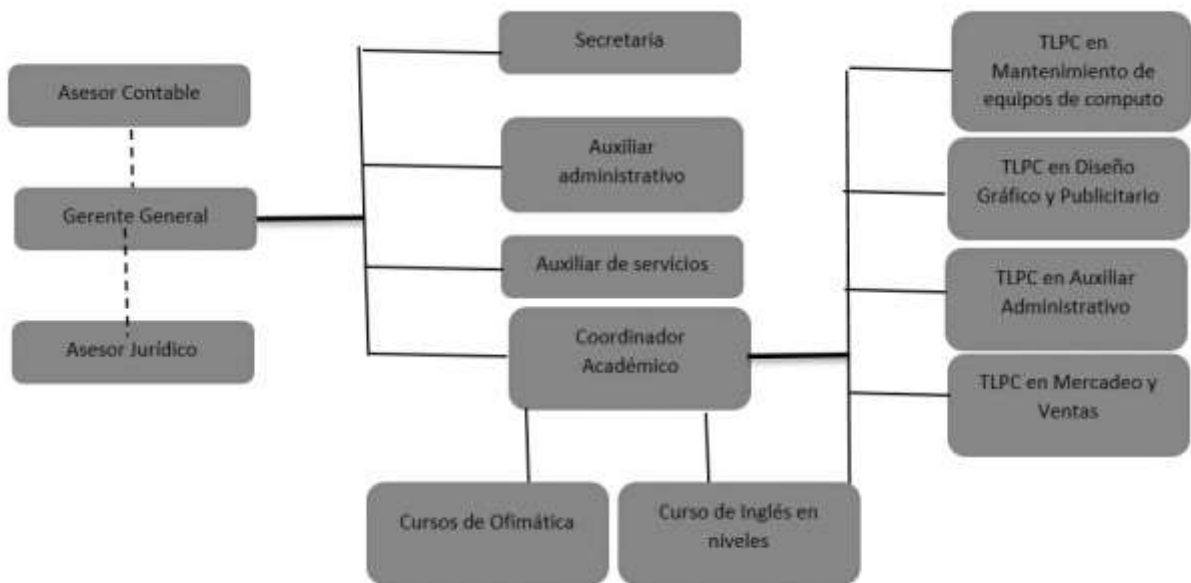 Asesor Contable
Gerente General
Asesor Jurídico
Secretaria
Auxiliar
administrativo
Auxiliar de servicios
Coordinador
Académico
Cursos de Ofimática
Curso de Inglés en
niveles
TLPC en
Mantenimiento de
equipos de computo
TLPC en Diseño
Gráfico y Publicitario
TLPC en Auxiliar
Administrativo
TLPC en Mercadeo y
Ventas